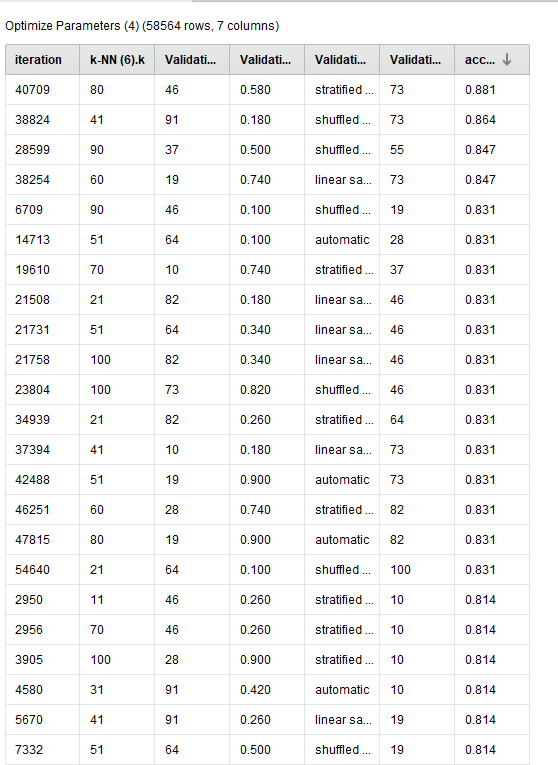 Optimize Parameters (4) (58564 rows, 7 columns)
iteration k-NN (6).k Validati... Validati... Validati... Validati... acc...
40709 80 46 0.580 stratified ... 73 0.881
38824 41 91 0.180 shuffled ... 73 0.864
28599 90 37 0.500 shuffled ... 55 0.847
38254 60 19 0.740 linear sa... 73 0.847
6709 90 46 0.100 shuffled ... 19 0.831
14713 51 64 0.100 automatic 28 0.831
19610 70 10 0.740 stratified ... 37 0.831
21508 21 82 0.180 linear sa... 46 0.831
21731 51 64 0.340 linear sa... 46 0.831
21758 100 82 0.340 linear sa... 46 0.831
23804 100 73 0.820 shuffled ... 46 0.831
34939 21 82 0.260 stratified ... 64 0.831
37394 41 10 0.180 linear sa... 73 0.831
42488 51 19 0.900 automatic 73 0.831
46251 60 28 0.740 stratified ... 82 0.831
47815 80 19 0.900 automatic 82 0.831
54640 21 64 0.100 shuffled ... 100 0.831
2950 11 46 0.260 stratified ... 10 0.814
2956 70 46 0.260 stratified ... 10 0.814
3905 100 28 0.900 stratified ... 10 0.814
4580 31 91 0.420 automatic 10 0.814
5670 41 91 0.260 linear sa... 19 0.814
7332 51 64 0.500 shuffled ... 19 0.814